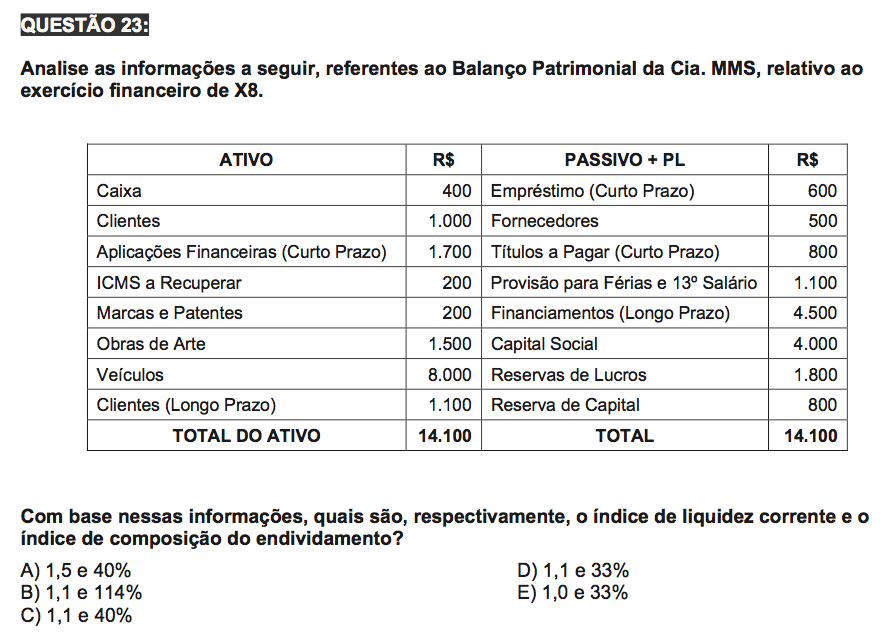 QUESTÃO 23:
Analise as informações a seguir, referentes ao Balanço Patrimonial da Cia. MMS, relativo ao
exercício financeiro de X8.
ATIVO R$ PASSIVO + PL R$
Caixa 400 Empréstimo (Curto Prazo) 600
Clientes 1.000 Fornecedores 500
Aplicações Financeiras (Curto Prazo) 1.700 Títulos a Pagar (Curto Prazo) 800
ICMS a Recuperar 200 Provisão para Férias e 13º Salário 1.100
Marcas e Patentes 200 Financiamentos (Longo Prazo) 4.500
Obras de Arte 1.500 Capital Social 4.000
Veículos 8.000 Reservas de Lucros 1.800
Clientes (Longo Prazo) 1.100 Reserva de Capital 800
TOTAL DO ATIVO 14.100 TOTAL 14.100
Com base nessas informações, quais são, respectivamente, o índice de liquidez corrente e o
índice de composição do endividamento?
A) 1,5 e 40% D) 1,1 e 33%
B) 1,1 e 114% E) 1,0 e 33%
C) 1,1 e 40%